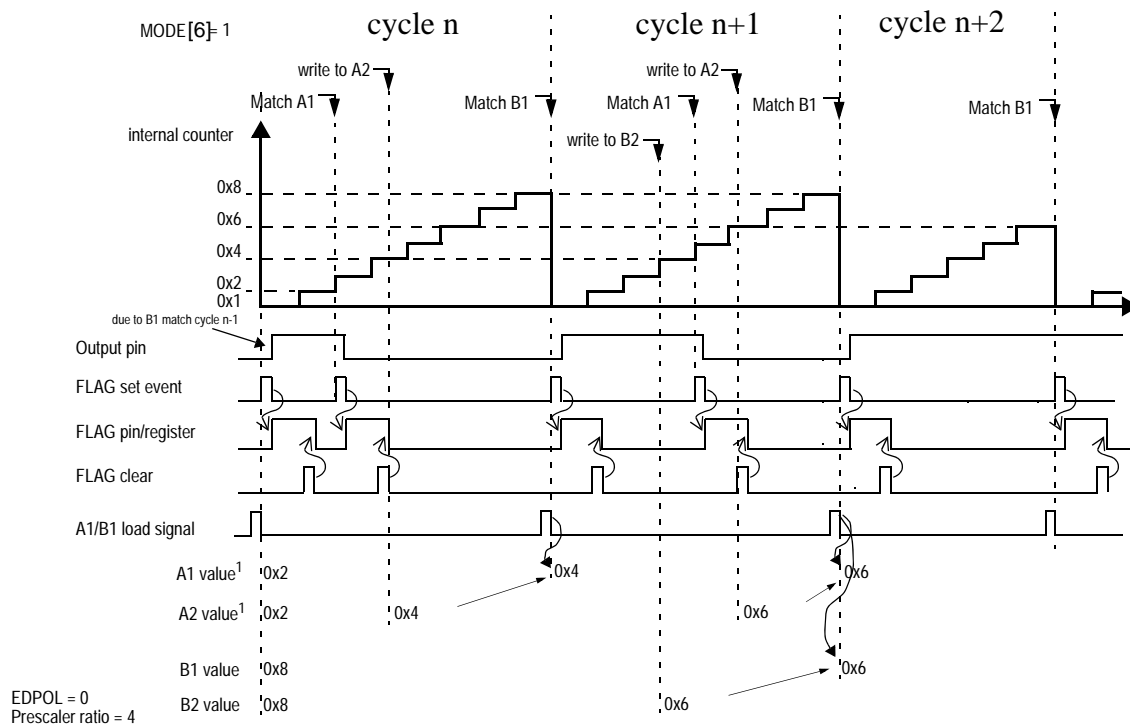 MODE[6]= 1
cycle n
cycle n+1
cycle n+2
write to A2
write to A2
Match A1
Match B1
Match A1
Match B1
Match B1
internal counter
write to B2
0x8
0x6
0x4
0x2
0x1
due to B1 match cycle n-1
Output pin
FLAG set event
FLAG pin/register
FLAG clear
A1/B1 load signal
A1 value1 0x2 0x4 0x6
A2 value1 0x2 0x4 0x6
B1 value 0x8 0x6
B2 value 0x8 0x6
EDPOL = 0
Prescaler ratio = 4